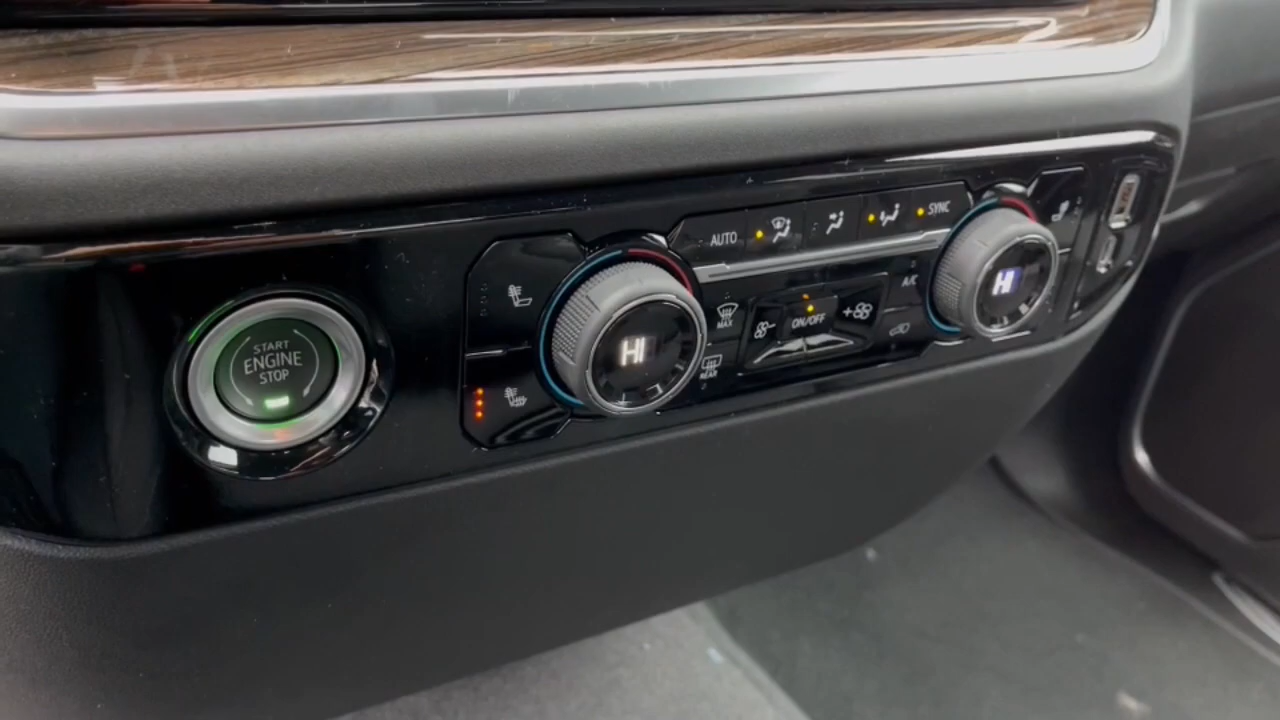 START
ENGINE
STOP
HI
AUTO
SYNC
MAX
REAR
ON/OFF
A/C
HI